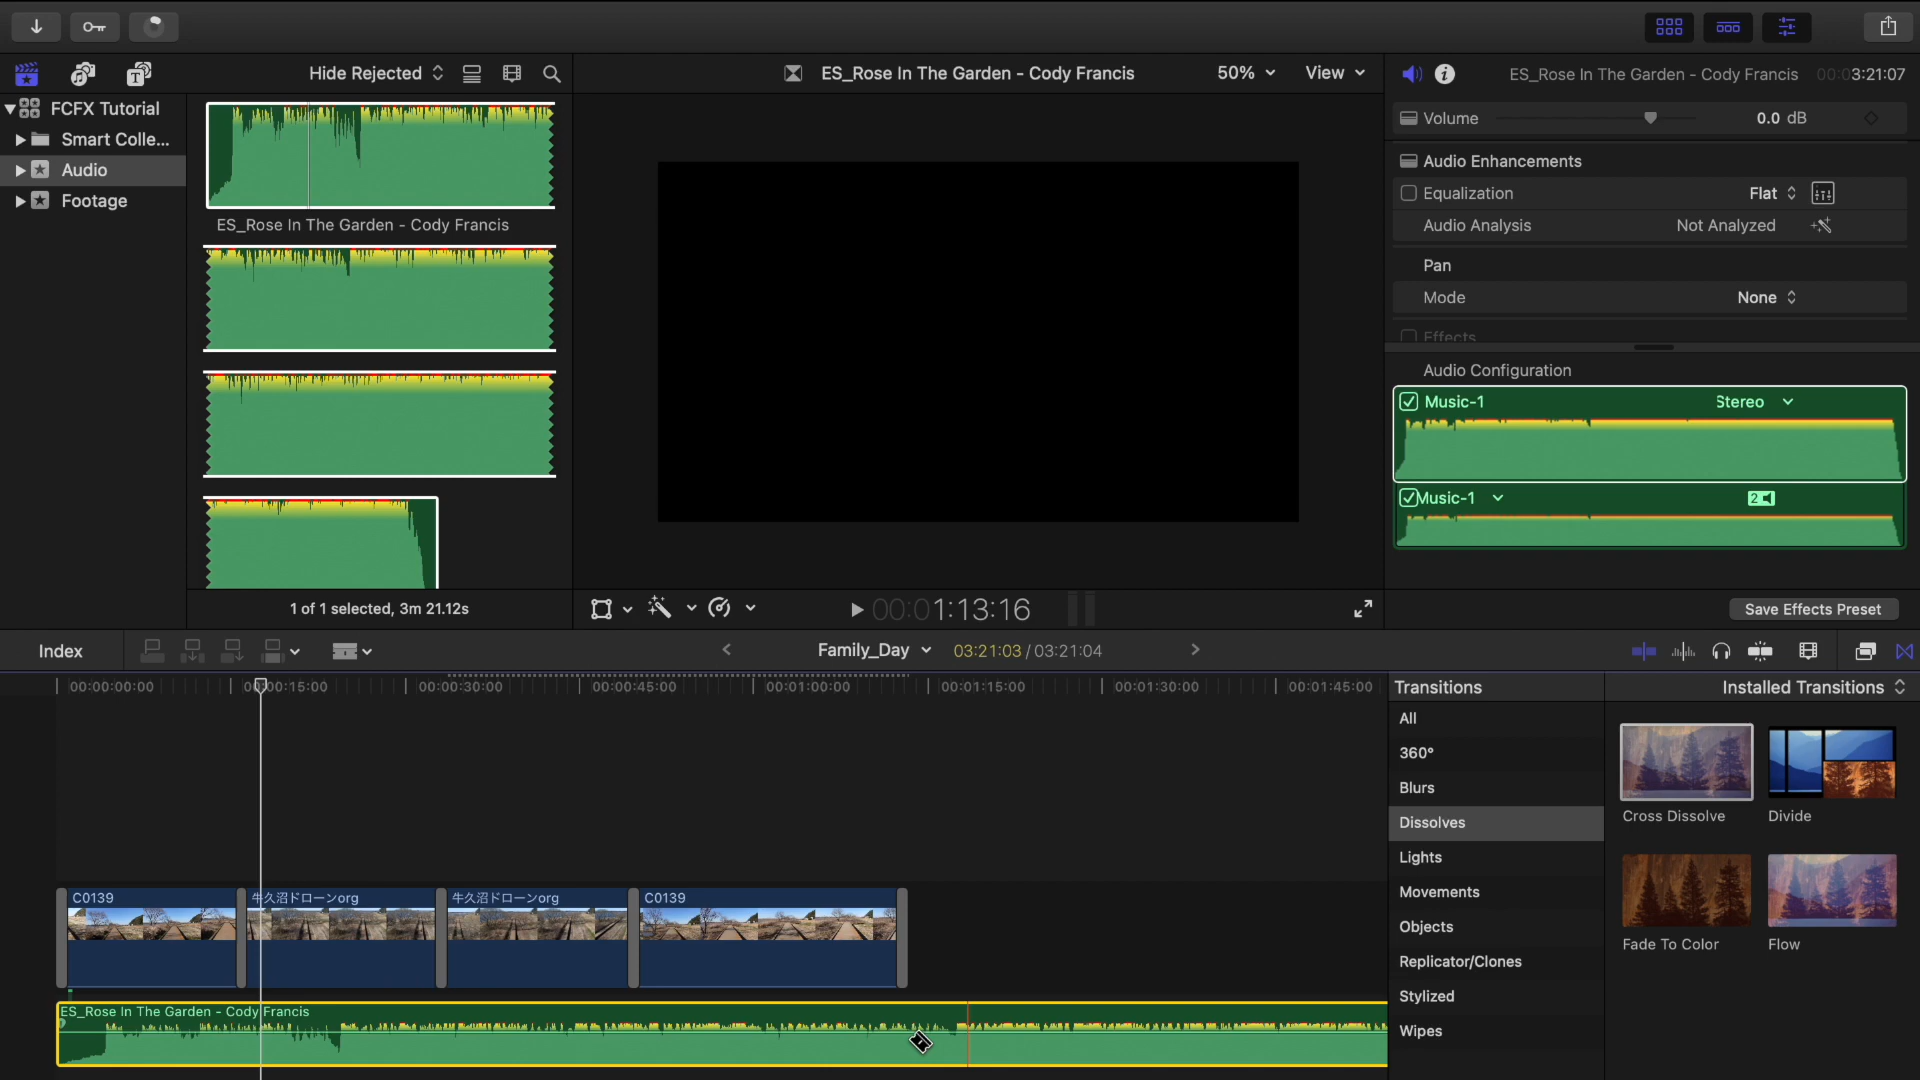 Hide Rejected
ES_Rose In The Garden - Cody Francis
50%
View
ES_Rose In The Garden - Cody Francis
00:03:21:07
FCFX Tutorial
Smart Colle...
Audio
Footage
ES_Rose In The Garden - Cody Francis
1 of 1 selected, 3m 21.12s
00:01:13:16
Volume
0.0 dB
Audio Enhancements
Equalization
Flat
Audio Analysis
Not Analyzed
Pan
Mode
None
Effects
Audio Configuration
Music-1
Stereo
Music-1
2
Save Effects Preset
Index
Family_Day
03:21:03 / 03:21:04
00:00:00:00
00:00:15:00
00:00:30:00
00:00:45:00
00:01:00:00
00:01:15:00
00:01:30:00
00:01:45:00
C0139
牛久沼ドローンorg
牛久沼ドローンorg
C0139
ES_Rose In The Garden - Cody Francis
Transitions
Installed Transitions
All
360°
Blurs
Dissolves
Lights
Movements
Objects
Replicator/Clones
Stylized
Wipes
Cross Dissolve
Divide
Fade To Color
Flow